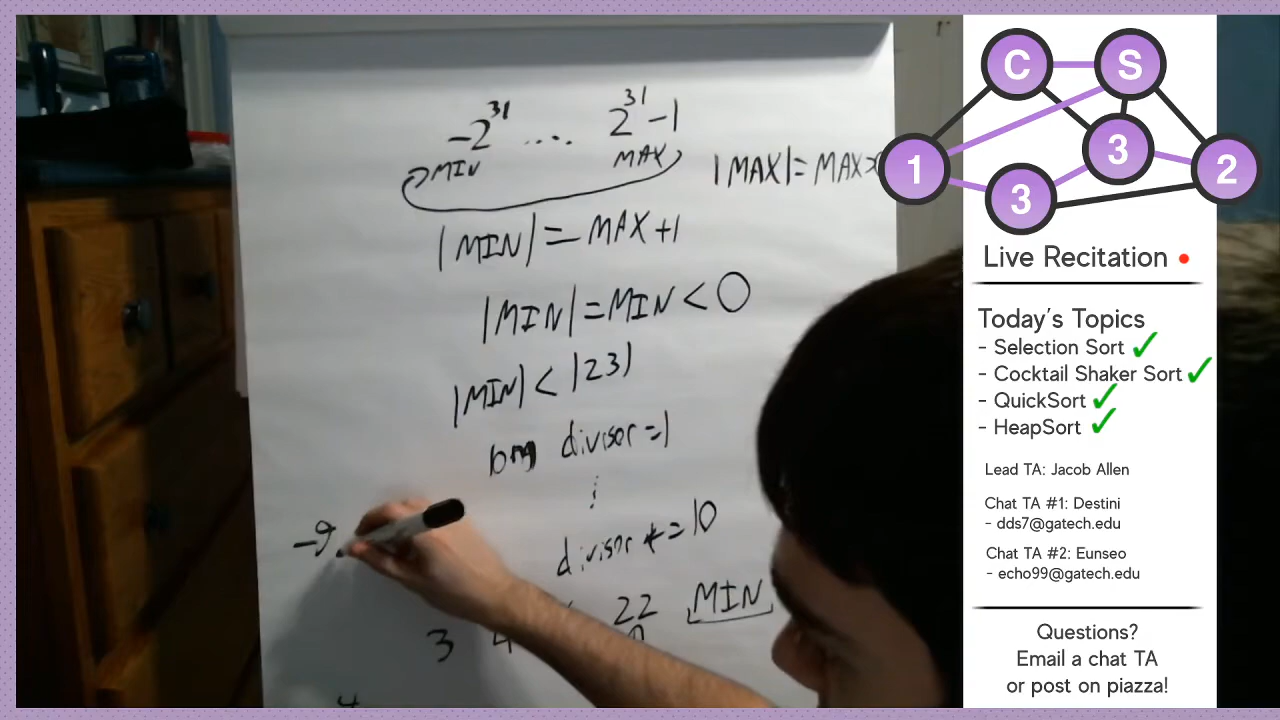 -2^31 .... 2^31 -1
MIN MAX
|MAX|= MAX
|MIN|= MAX +1
|MIN| = MIN < 0
|MIN| < |23|
long divisor =1
⋮
divisor *= 10
-9
22 MIN
3 4
4
C S
1 3 3 2
Live Recitation
Today's Topics
- Selection Sort ✓
- Cocktail Shaker Sort ✓
- QuickSort ✓
- HeapSort ✓
Lead TA: Jacob Allen
Chat TA #1: Destini
- dds7@gatech.edu
Chat TA #2: Eunseo
- echo99@gatech.edu
Questions?
Email a chat TA
or post on piazza!